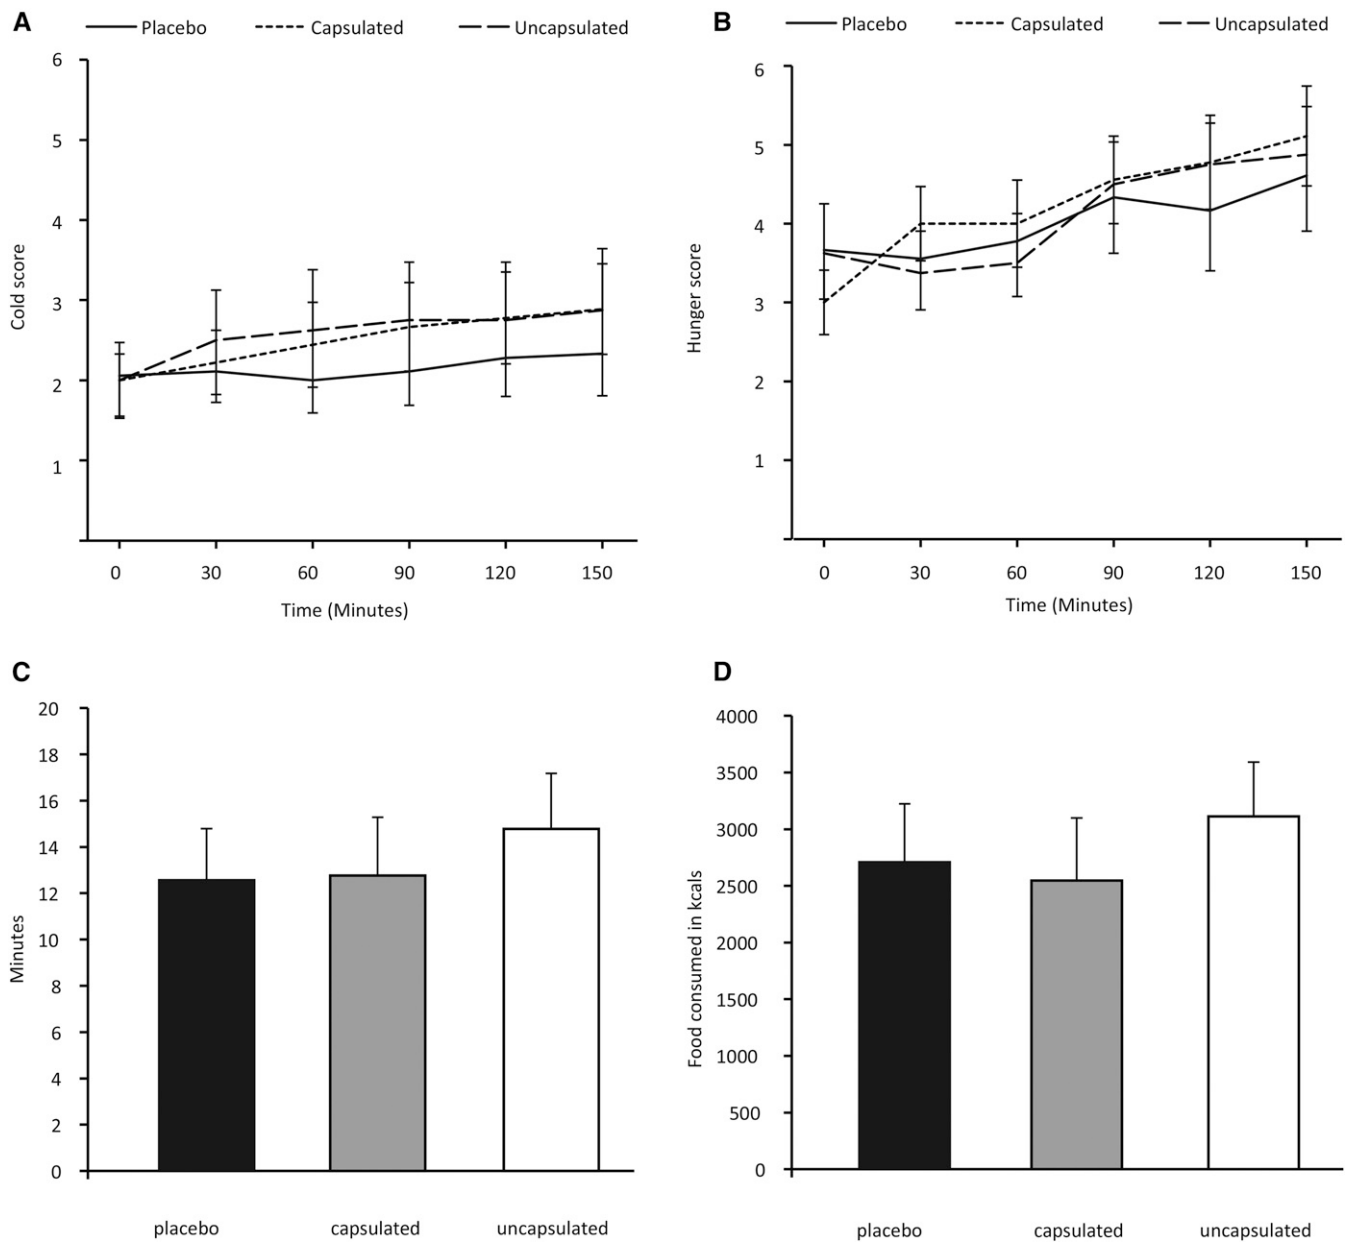 A
Placebo Capsulated Uncapsulated
6
5
4
3
2
1
Cold score
0 30 60 90 120 150
Time (Minutes)
B
Placebo Capsulated Uncapsulated
6
5
4
3
2
1
Hunger score
0 30 60 90 120 150
Time (Minutes)
C
20
18
16
14
12
10
8
6
4
2
0
Minutes
placebo capsulated uncapsulated
D
4000
3500
3000
2500
2000
1500
1000
500
0
Food consumed in kcals
placebo capsulated uncapsulated